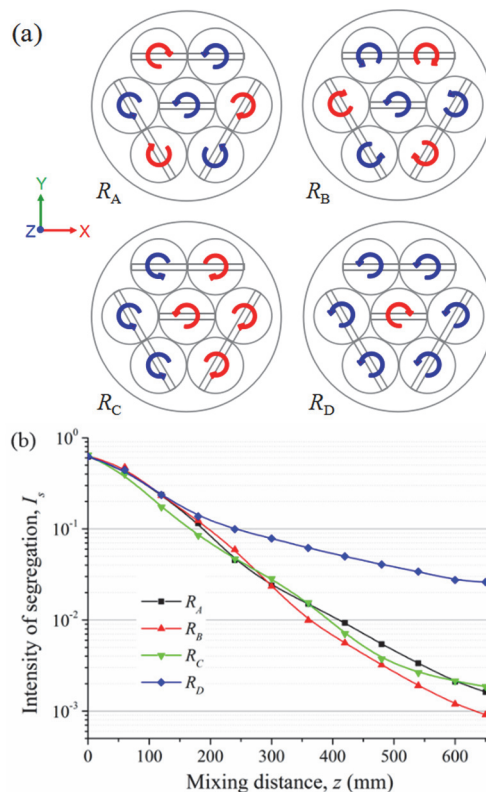 (a)
R_A
R_B
Y
Z
X
R_C
R_D
(b)
Intensity of segregation, I_s
10^0
10^-1
10^-2
10^-3
R_A
R_B
R_C
R_D
0 100 200 300 400 500 600
Mixing distance, z (mm)